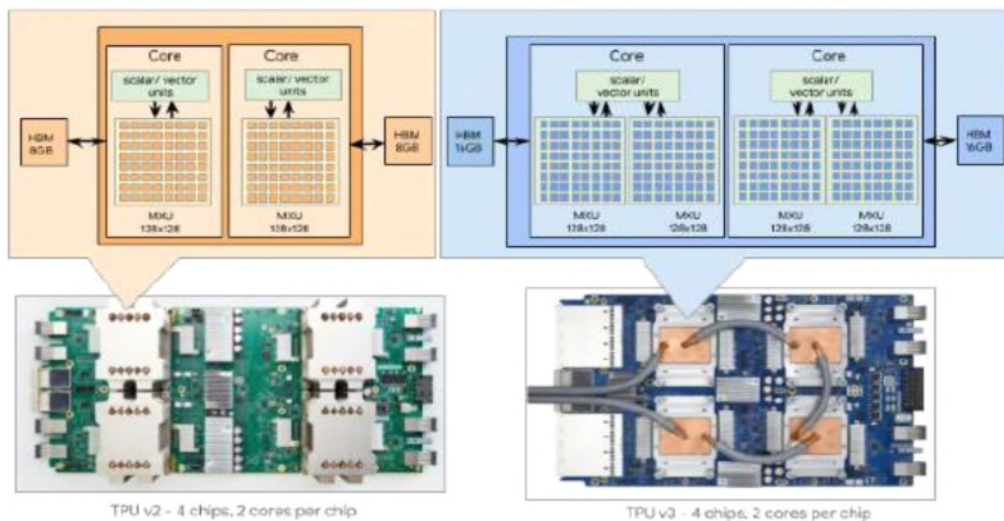 Core
Core
scalar/ vector
units
scalar/ vector
units
HBM
8GB
HBM
8GB
MXU
128x128
MXU
128x128
Core
Core
scalar/
vector units
scalar/
vector units
HBM
16GB
HBM
16GB
MXU
128x128
MXU
128x128
MXU
128x128
MXU
128x128
TPU v2 - 4 chips, 2 cores per chip
TPU v3 - 4 chips, 2 cores per chip